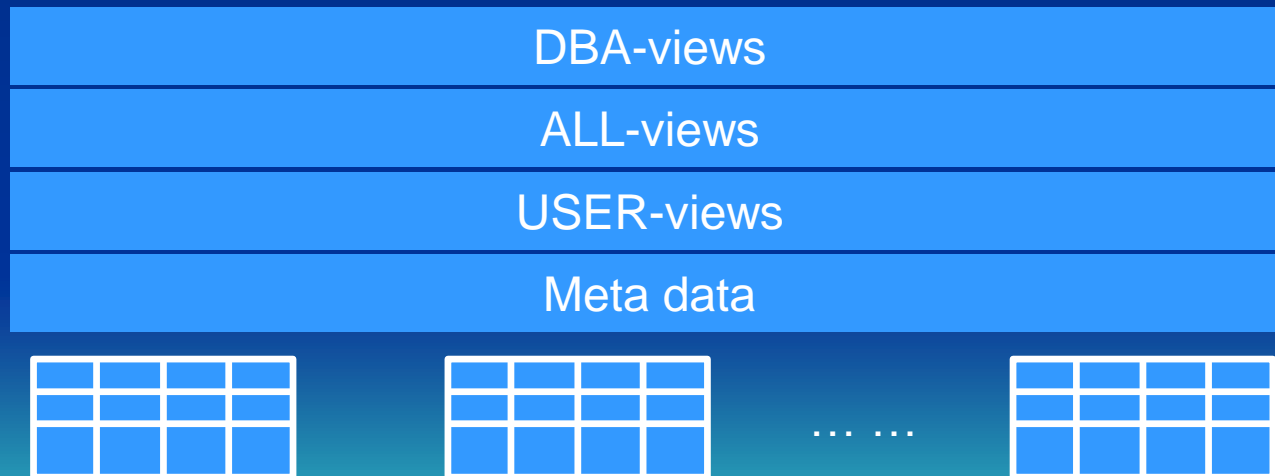 DBA-views
ALL-views
USER-views
Meta data
... ...